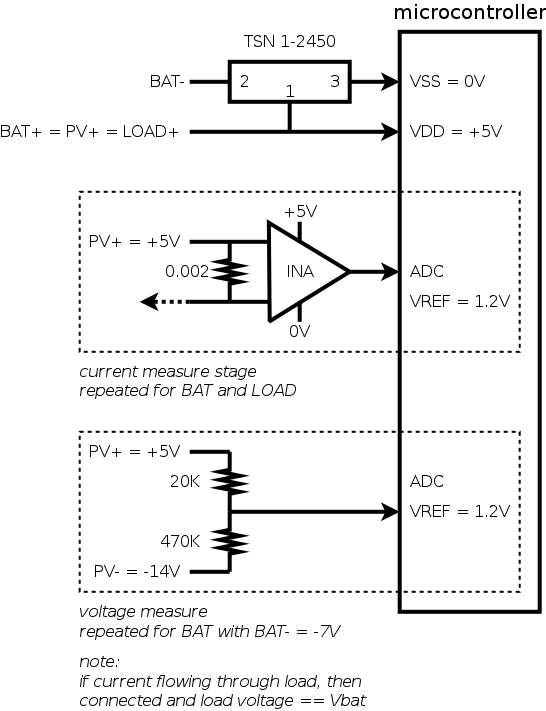 microcontroller
TSN 1-2450
BAT- 2 1 3 VSS = 0V
BAT+ = PV+ = LOAD+ VDD = +5V
+5V
PV+ = +5V
0.002 INA ADC
VREF = 1.2V
0V
current measure stage
repeated for BAT and LOAD
PV+ = +5V
20K ADC
VREF = 1.2V
470K
PV- = -14V
voltage measure
repeated for BAT with BAT- = -7V
note:
if current flowing through load, then
connected and load voltage == Vbat